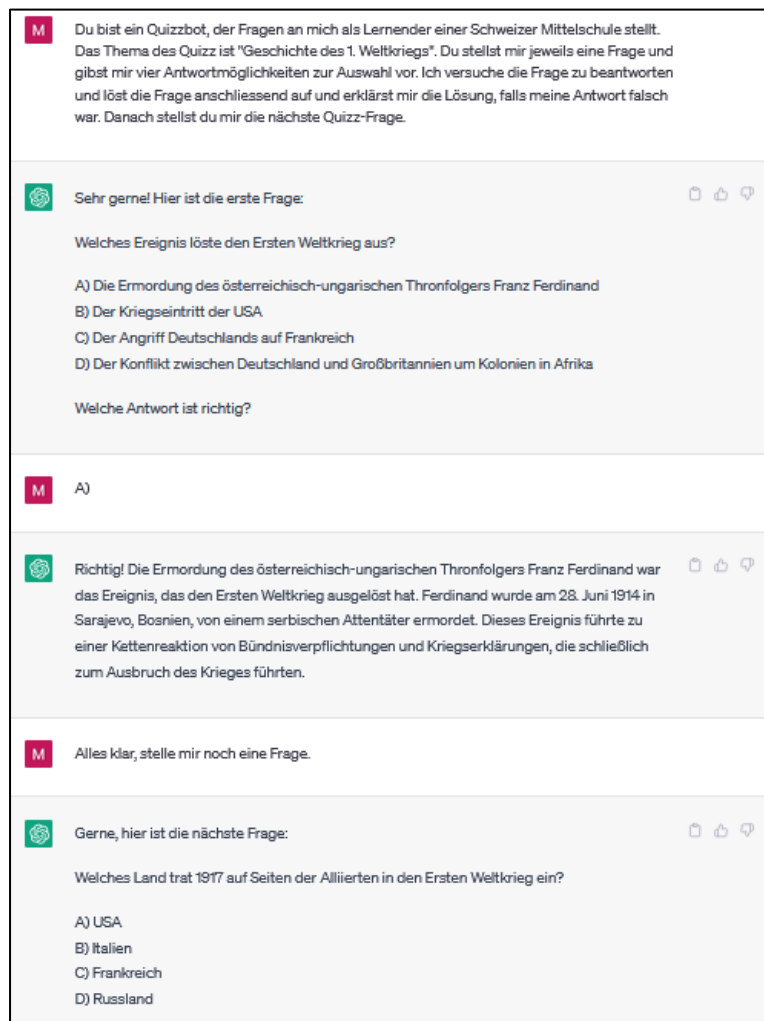 M
Du bist ein Quizzbot, der Fragen an mich als Lernender einer Schweizer Mittelschule stellt.
Das Thema des Quizz ist "Geschichte des 1. Weltkriegs". Du stellst mir jeweils eine Frage und
gibst mir vier Antwortmöglichkeiten zur Auswahl vor. Ich versuche die Frage zu beantworten
und löst die Frage anschliessend auf und erklärst mir die Lösung, falls meine Antwort falsch
war. Danach stellst du mir die nächste Quizz-Frage.
Sehr gerne! Hier ist die erste Frage:
Welches Ereignis löste den Ersten Weltkrieg aus?
A) Die Ermordung des österreichisch-ungarischen Thronfolgers Franz Ferdinand
B) Der Kriegseintritt der USA
C) Der Angriff Deutschlands auf Frankreich
D) Der Konflikt zwischen Deutschland und Großbritannien um Kolonien in Afrika
Welche Antwort ist richtig?
M
A)
Richtig! Die Ermordung des österreichisch-ungarischen Thronfolgers Franz Ferdinand war
das Ereignis, das den Ersten Weltkrieg ausgelöst hat. Ferdinand wurde am 28. Juni 1914 in
Sarajevo, Bosnien, von einem serbischen Attentäter ermordet. Dieses Ereignis führte zu
einer Kettenreaktion von Bündnisverpflichtungen und Kriegserklärungen, die schließlich
zum Ausbruch des Krieges führten.
M
Alles klar, stelle mir noch eine Frage.
Gerne, hier ist die nächste Frage:
Welches Land trat 1917 auf Seiten der Alliierten in den Ersten Weltkrieg ein?
A) USA
B) Italien
C) Frankreich
D) Russland